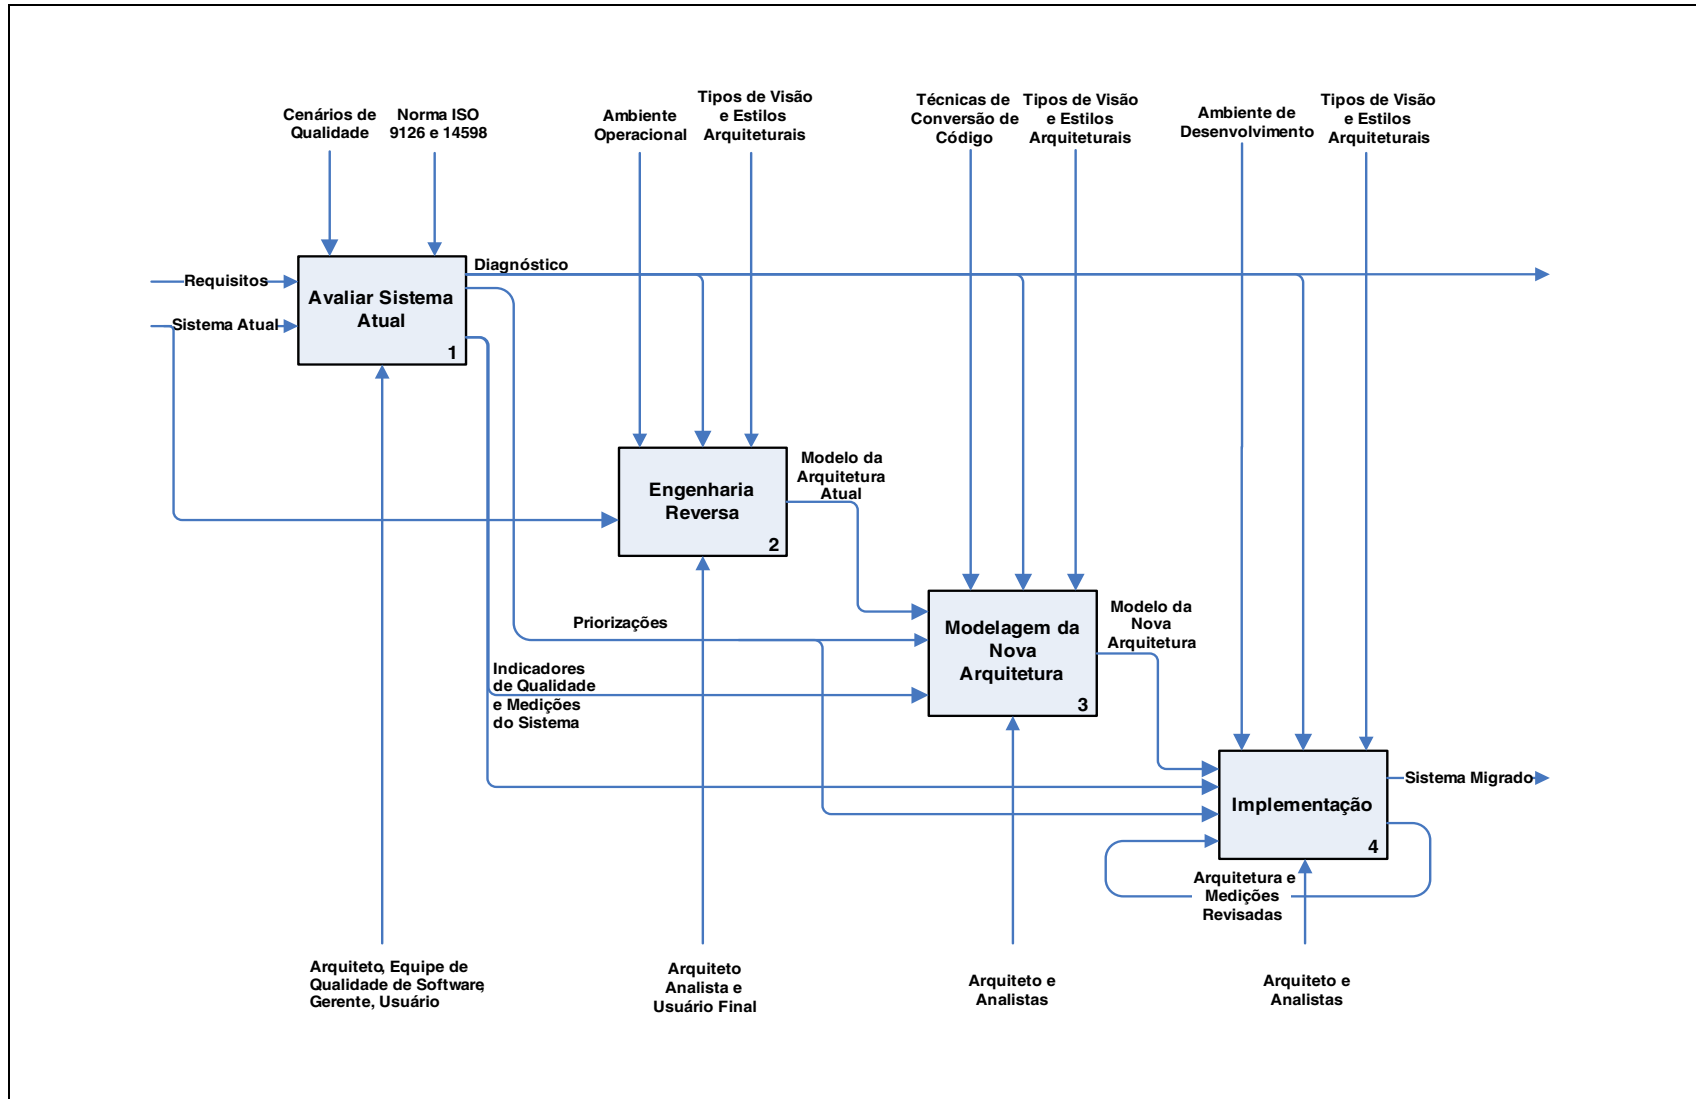 Cenários de
Qualidade
Norma ISO
9126 e 14598
Ambiente
Operacional
Tipos de Visão
e Estilos
Arquiteturais
Técnicas de
Conversão de
Código
Tipos de Visão
e Estilos
Arquiteturais
Ambiente de
Desenvolvimento
Tipos de Visão
e Estilos
Arquiteturais
Requisitos
Sistema Atual
Avaliar Sistema
Atual
1
Diagnóstico
Engenharia
Reversa
2
Modelo da
Arquitetura
Atual
Priorizações
Indicadores
de Qualidade
e Medições
do Sistema
Modelagem da
Nova
Arquitetura
3
Modelo da
Nova
Arquitetura
Implementação
4
Sistema Migrado
Arquitetura e
Medições
Revisadas
Arquiteto, Equipe de
Qualidade de Software,
Gerente, Usuário
Arquiteto
Analista e
Usuário Final
Arquiteto e
Analistas
Arquiteto e
Analistas